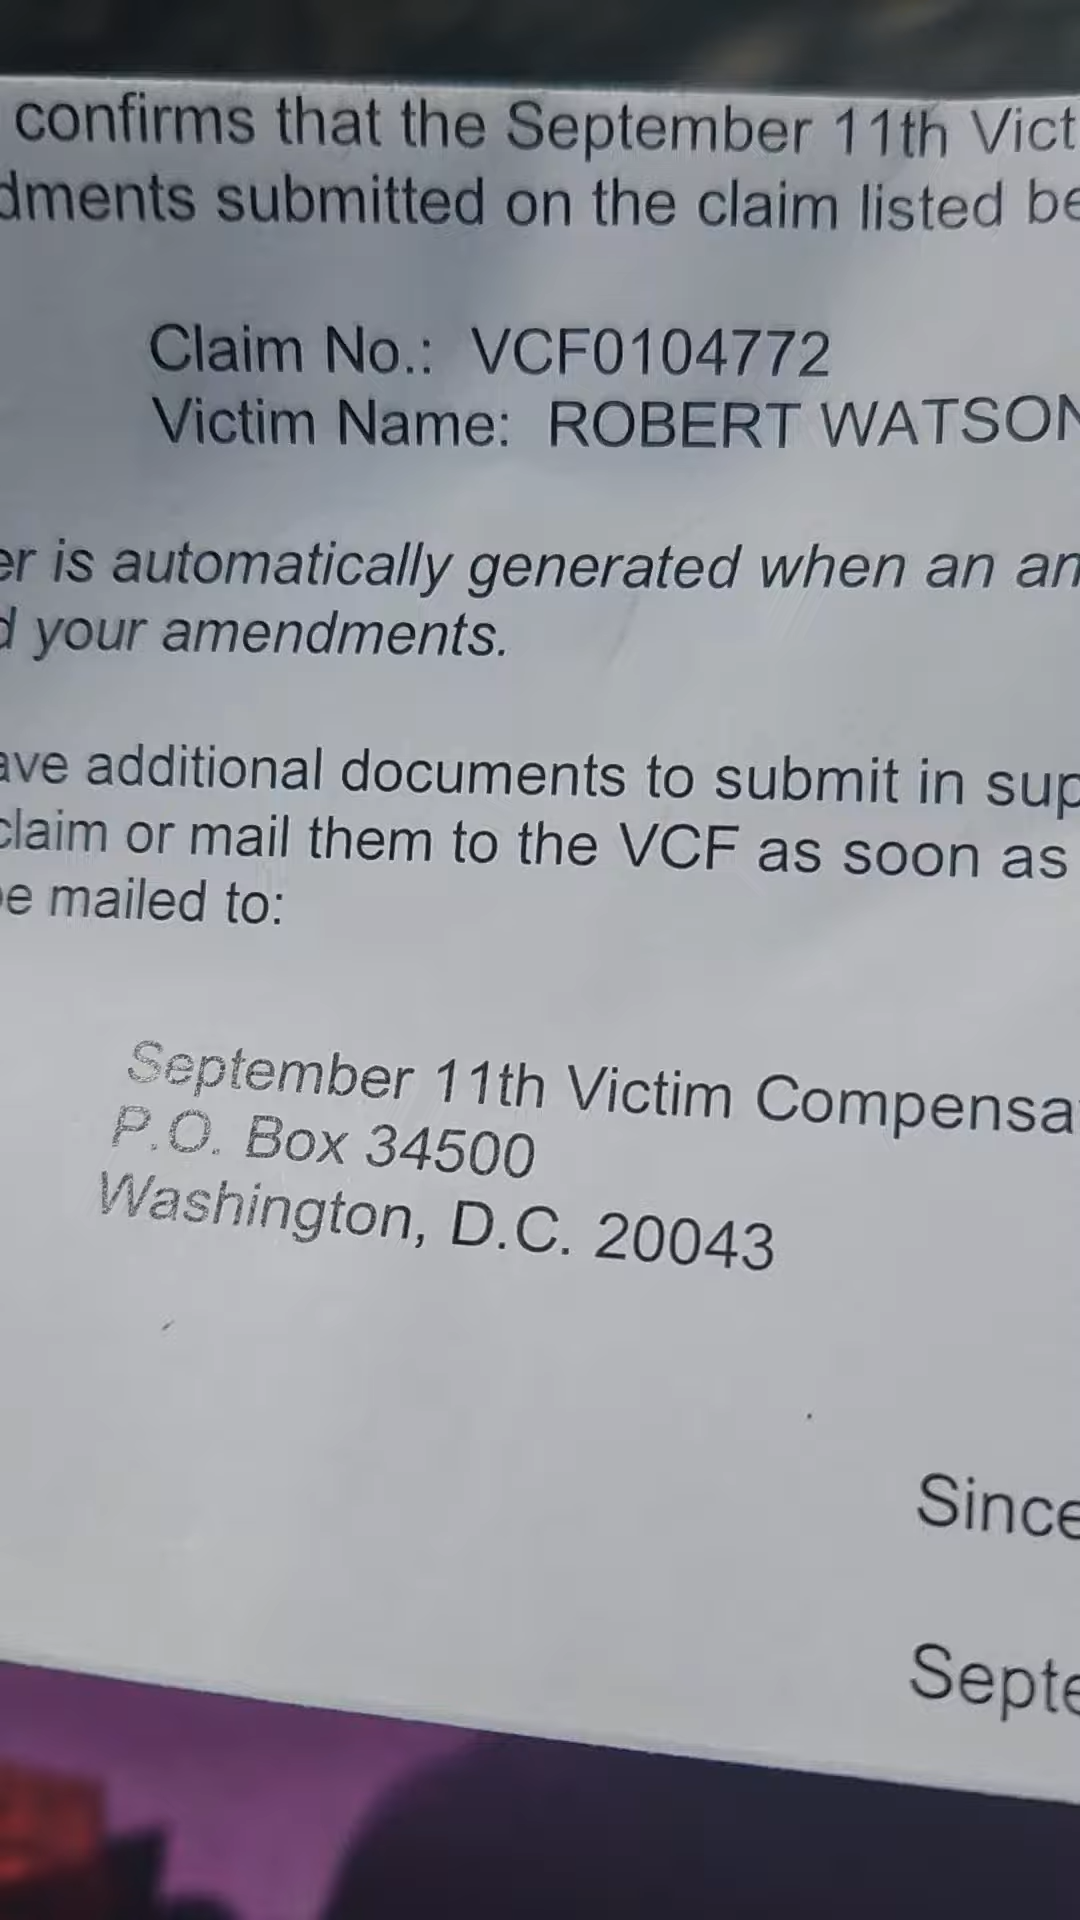 confirms that the September 11th Vict
dments submitted on the claim listed be
Claim No.: VCF0104772
Victim Name: ROBERT WATSON
er is automatically generated when an an
d your amendments.
ave additional documents to submit in sup
claim or mail them to the VCF as soon as
be mailed to:
September 11th Victim Compensa
P.O. Box 34500
Washington, D.C. 20043
Since
Septe